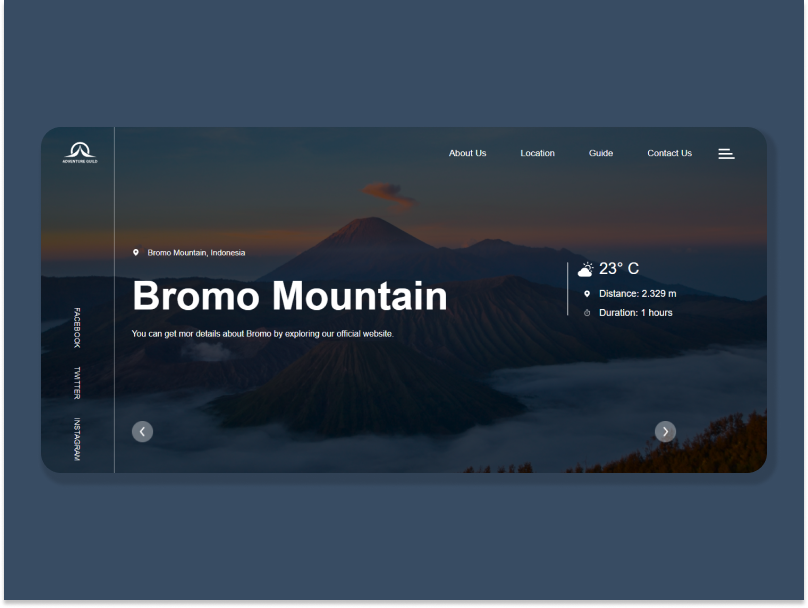 ADVENTURE GUILD
About Us
Location
Guide
Contact Us
Bromo Mountain, Indonesia
Bromo Mountain
You can get mor details about Bromo by exploring our official website.
23° C
Distance: 2.329 m
Duration: 1 hours
FACEBOOK
TWITTER
INSTAGRAM